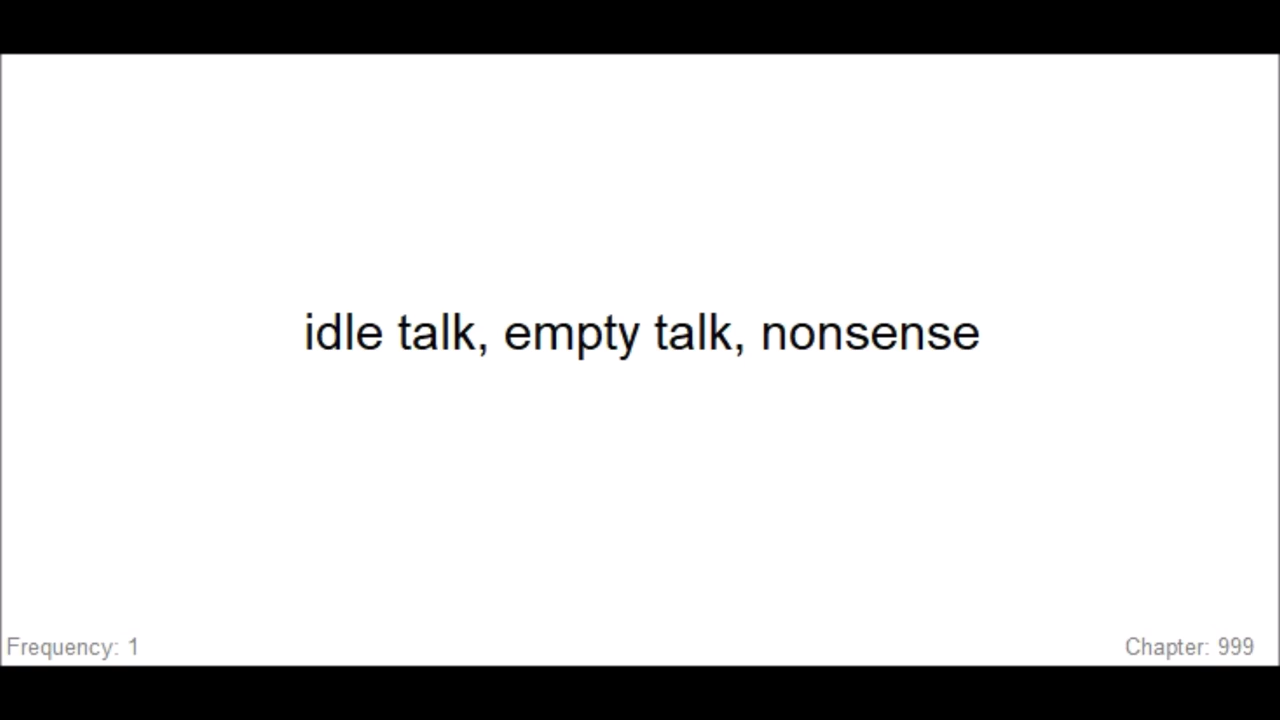 idle talk, empty talk, nonsense
Frequency: 1
Chapter: 999